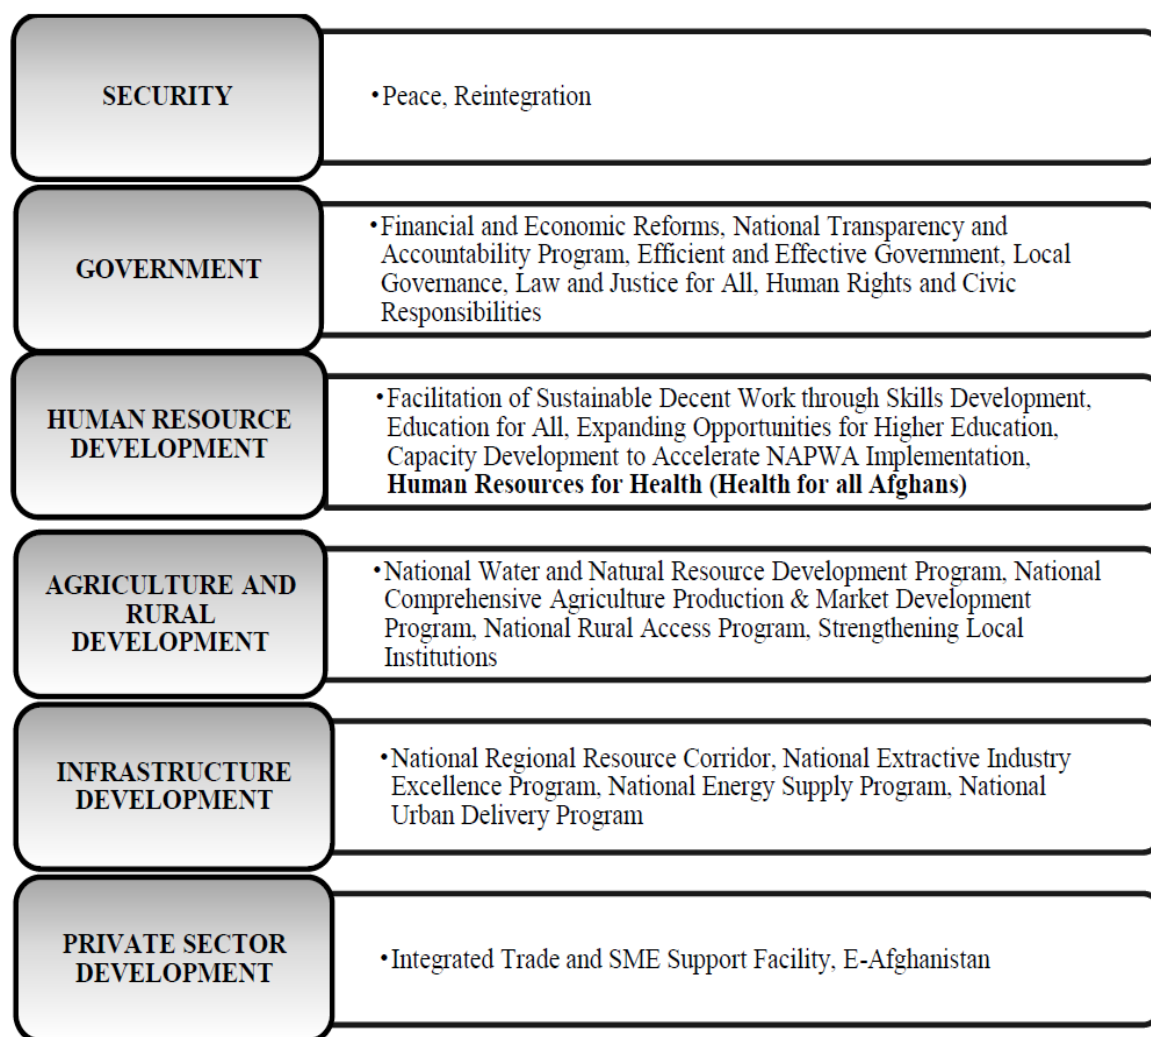 SECURITY
•Peace, Reintegration
GOVERNMENT
•Financial and Economic Reforms, National Transparency and
Accountability Program, Efficient and Effective Government, Local
Governance, Law and Justice for All, Human Rights and Civic
Responsibilities
HUMAN RESOURCE
DEVELOPMENT
•Facilitation of Sustainable Decent Work through Skills Development,
Education for All, Expanding Opportunities for Higher Education,
Capacity Development to Accelerate NAPWA Implementation,
Human Resources for Health (Health for all Afghans)
AGRICULTURE AND
RURAL
DEVELOPMENT
•National Water and Natural Resource Development Program, National
Comprehensive Agriculture Production & Market Development
Program, National Rural Access Program, Strengthening Local
Institutions
INFRASTRUCTURE
DEVELOPMENT
•National Regional Resource Corridor, National Extractive Industry
Excellence Program, National Energy Supply Program, National
Urban Delivery Program
PRIVATE SECTOR
DEVELOPMENT
•Integrated Trade and SME Support Facility, E-Afghanistan